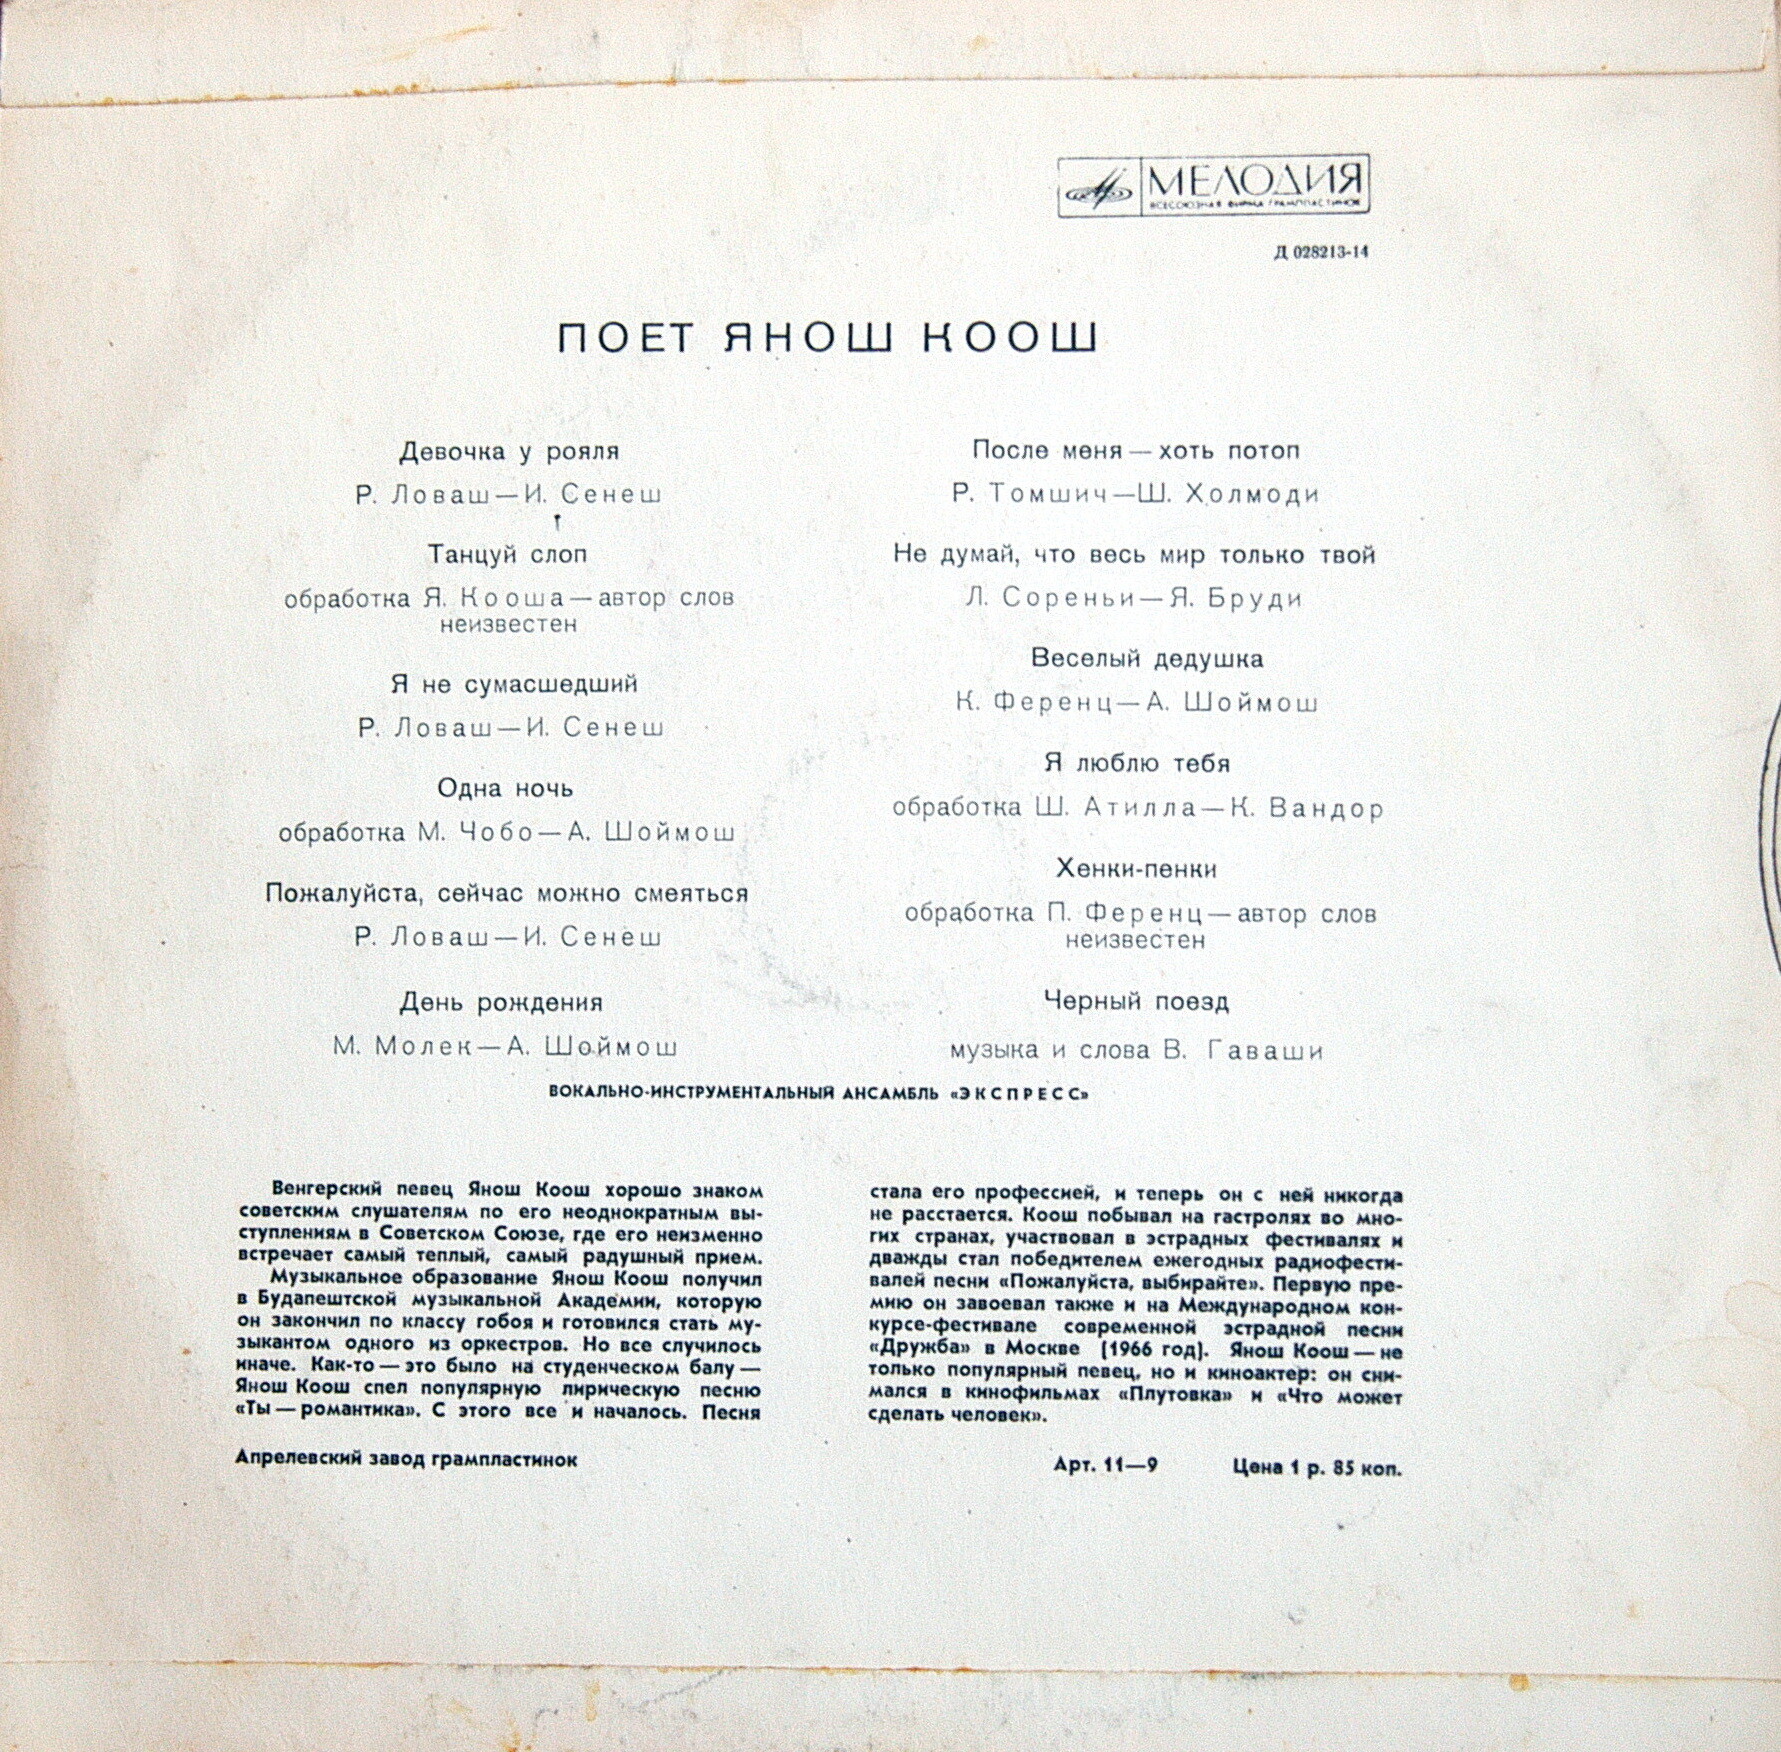 МЕЛОДИЯ
ВСЕСОЮЗНАЯ ФИРМА ГРАМПЛАСТИНОК
Д 028213-14
ПОЕТ ЯНОШ КООШ
Девочка у рояля
Р. Ловаш—И. Сенеш
Танцуй слоп
обработка Я. Кооша—автор слов
неизвестен
Я не сумасшедший
Р. Ловаш—И. Сенеш
Одна ночь
обработка М. Чобо—А. Шоймош
Пожалуйста, сейчас можно смеяться
Р. Ловаш—И. Сенеш
День рождения
М. Молек—А. Шоймош
После меня — хоть потоп
Р. Томшич—Ш. Холмоди
Не думай, что весь мир только твой
Л. Сореньи—Я. Бруди
Веселый дедушка
К. Ференц—А. Шоймош
Я люблю тебя
обработка Ш. Атилла—К. Вандор
Хенки-пенки
обработка П. Ференц—автор слов
неизвестен
Черный поезд
музыка и слова В. Гаваши
ВОКАЛЬНО-ИНСТРУМЕНТАЛЬНЫЙ АНСАМБЛЬ «ЭКСПРЕСС»
Венгерский певец Янош Коош хорошо знаком
советским слушателям по его неоднократным вы-
ступлениям в Советском Союзе, где его неизменно
встречает самый теплый, самый радушный прием.
Музыкальное образование Янош Коош получил
в Будапештской музыкальной Академии, которую
он закончил по классу гобоя и готовился стать му-
зыкантом одного из оркестров. Но все случилось
иначе. Как-то — это было на студенческом балу —
Янош Коош спел популярную лирическую песню
«Ты — романтика». С этого все и началось. Песня
стала его профессией, и теперь он с ней никогда
не расстается. Коош побывал на гастролях во мно-
гих странах, участвовал в эстрадных фестивалях и
дважды стал победителем ежегодных радиофести-
валей песни «Пожалуйста, выбирайте». Первую пре-
мию он завоевал также и на Международном кон-
курсе-фестивале современной эстрадной песни
«Дружба» в Москве (1966 год). Янош Коош — не
только популярный певец, но и киноактер: он сни-
мался в кинофильмах «Плутовка» и «Что может
сделать человек».
Апрелевский завод грампластинок
Арт. 11—9
Цена 1 р. 85 коп.